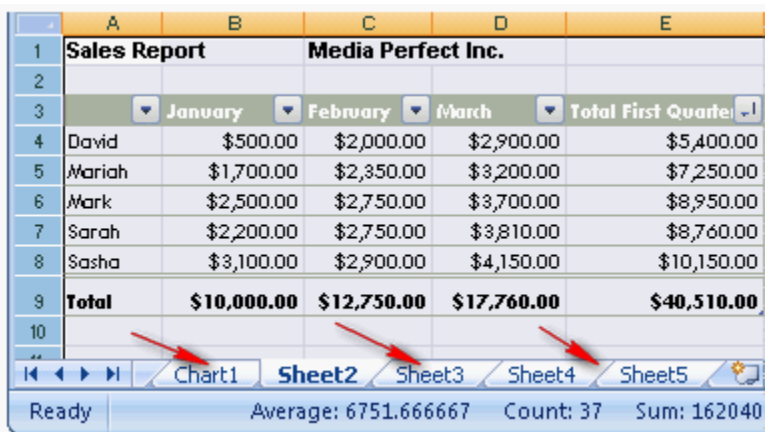 A B C D E
1 Sales Report Media Perfect Inc.
2
3 January February March Total First Quarter
4 David $500.00 $2,000.00 $2,900.00 $5,400.00
5 Mariah $1,700.00 $2,350.00 $3,200.00 $7,250.00
6 Mark $2,500.00 $2,750.00 $3,700.00 $8,950.00
7 Sarah $2,200.00 $2,750.00 $3,810.00 $8,760.00
8 Sasha $3,100.00 $2,900.00 $4,150.00 $10,150.00
9 Total $10,000.00 $12,750.00 $17,760.00 $40,510.00
10
Chart1 Sheet2 Sheet3 Sheet4 Sheet5
Ready Average: 6751.666667 Count: 37 Sum: 162040